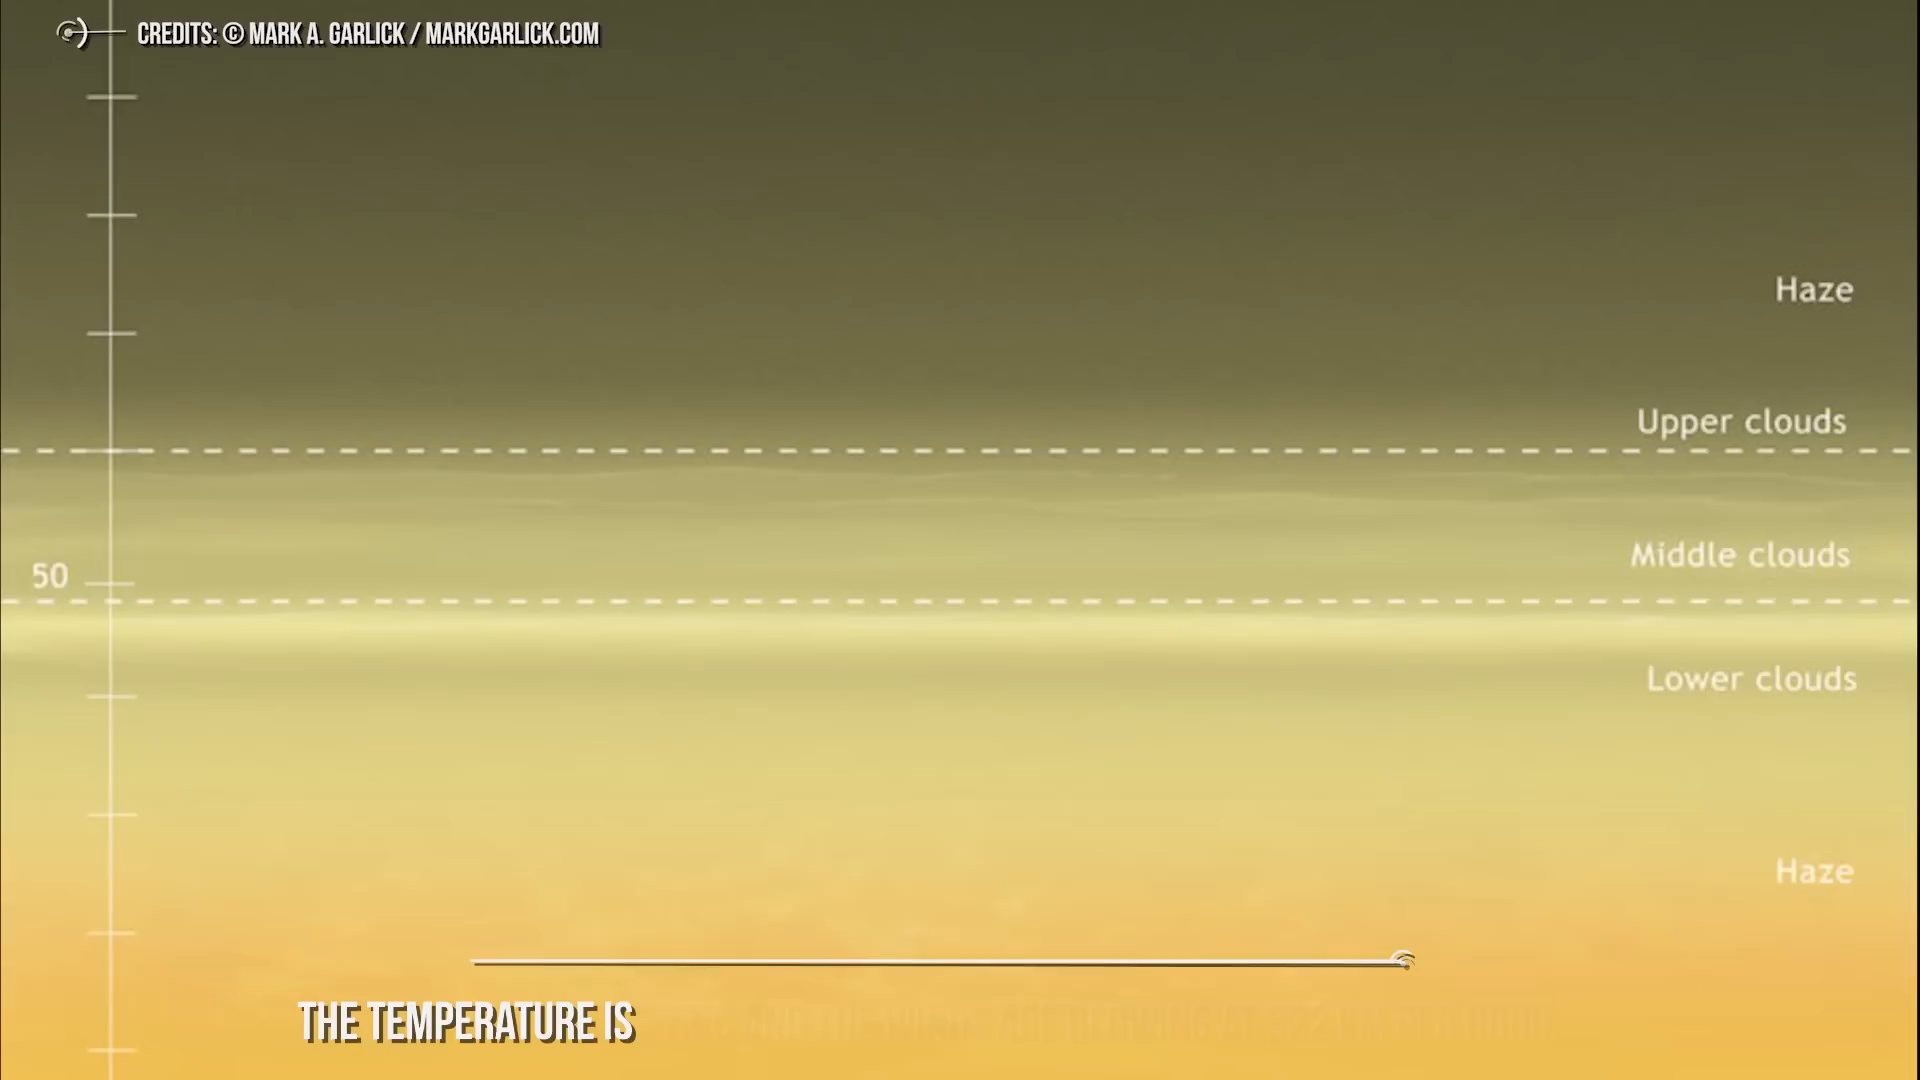 CREDITS: © MARK A. GARLICK / MARKGARLICK.COM
Haze
Upper clouds
Middle clouds
50
Lower clouds
Haze
THE TEMPERATURE IS